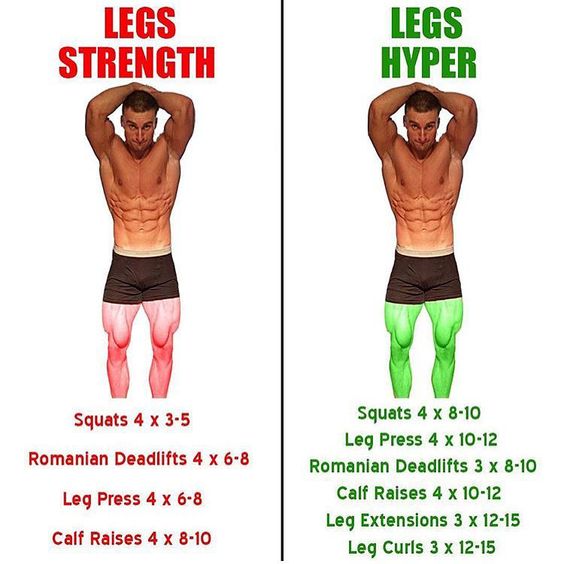 LEGS
STRENGTH
Squats 4 x 3-5
Romanian Deadlifts 4 x 6-8
Leg Press 4 x 6-8
Calf Raises 4 x 8-10
LEGS
HYPER
Squats 4 x 8-10
Leg Press 4 x 10-12
Romanian Deadlifts 3 x 8-10
Calf Raises 4 x 10-12
Leg Extensions 3 x 12-15
Leg Curls 3 x 12-15